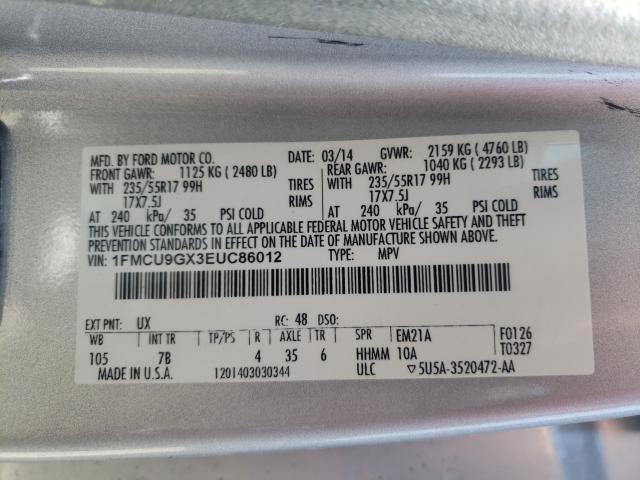 MFD. BY FORD MOTOR CO.
DATE: 03/14 GVWR: 2159 KG ( 4760 LB)
FRONT GAWR: 1125 KG ( 2480 LB)
REAR GAWR: 1040 KG ( 2293 LB)
WITH 235/55R17 99H TIRES
WITH 235/55R17 99H TIRES
17X7.5J RIMS
17X7.5J RIMS
AT 240 kPa/ 35 PSI COLD
AT 240 kPa/ 35 PSI COLD
THIS VEHICLE CONFORMS TO ALL APPLICABLE FEDERAL MOTOR VEHICLE SAFETY AND THEFT
PREVENTION STANDARDS IN EFFECT ON THE DATE OF MANUFACTURE SHOWN ABOVE.
VIN: 1FMCU9GX3EUC86012 TYPE: MPV
EXT PNT: UX RC: 48 DSO:
WB INT TR TP/PS R AXLE TR SPR EM21A F0126
105 7B 4 35 6 HHMM 10A T0327
MADE IN U.S.A. 1201403030344 ULC ▽5U5A-3520472-AA